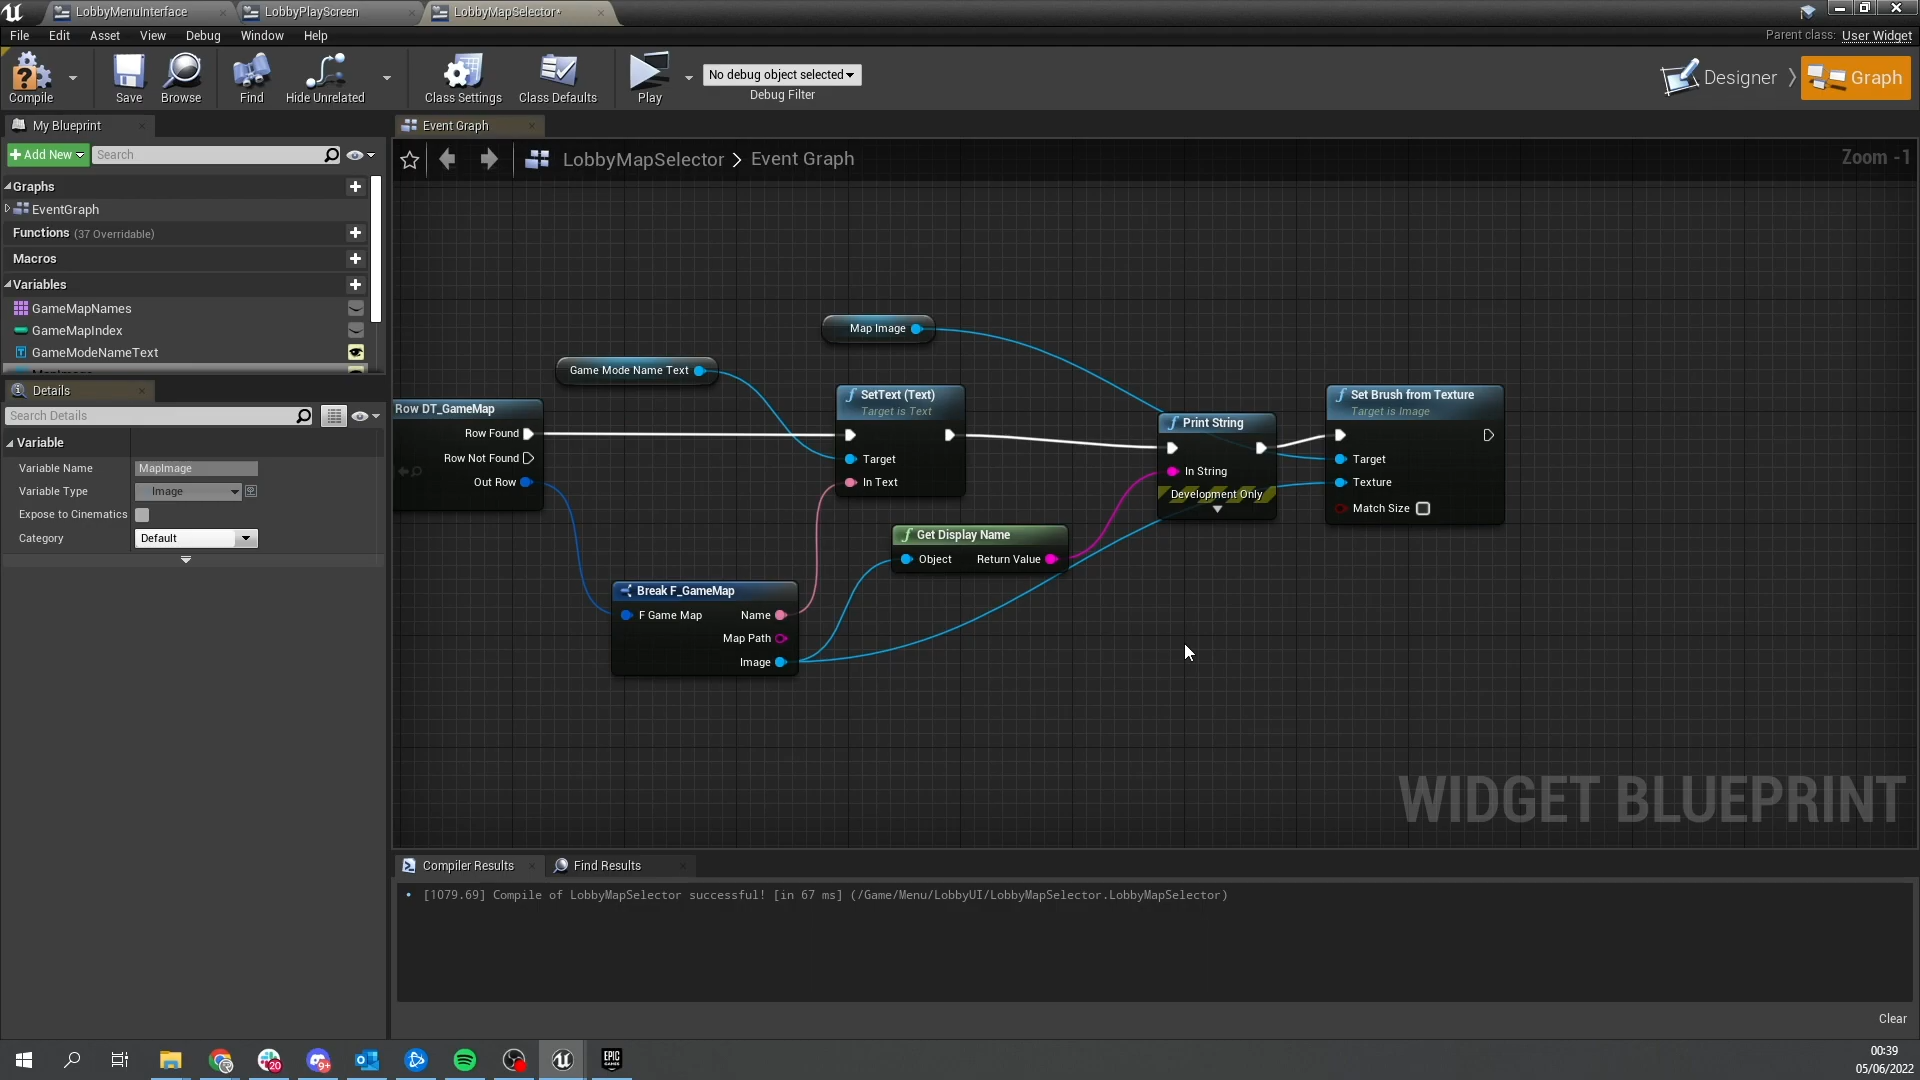 LobbyMenuInterface
LobbyPlayScreen
LobbyMapSelector*
File Edit Asset View Debug Window Help
Parent class: User Widget
Compile
Save
Browse
Find
Hide Unrelated
Class Settings
Class Defaults
Play
No debug object selected
Debug Filter
Designer
Graph
My Blueprint
Event Graph
Add New
Search
LobbyMapSelector > Event Graph
Zoom -1
Graphs
EventGraph
Functions (37 Overridable)
Macros
Variables
GameMapNames
GameMapIndex
GameModeNameText
Details
Search Details
Variable
Variable Name MapImage
Variable Type Image
Expose to Cinematics
Category Default
Map Image
Game Mode Name Text
Row DT_GameMap
Row Found
Row Not Found
Out Row
SetText (Text)
Target is Text
Target
In Text
Print String
In String
Development Only
Set Brush from Texture
Target is Image
Target
Texture
Match Size
Get Display Name
Object Return Value
Break F_GameMap
F Game Map Name
Map Path
Image
WIDGET BLUEPRINT
Compiler Results
Find Results
[1079.69] Compile of LobbyMapSelector successful! [in 67 ms] (/Game/Menu/LobbyUI/LobbyMapSelector.LobbyMapSelector)
Clear
20
9+
EPIC
GAMES
00:39
05/06/2022